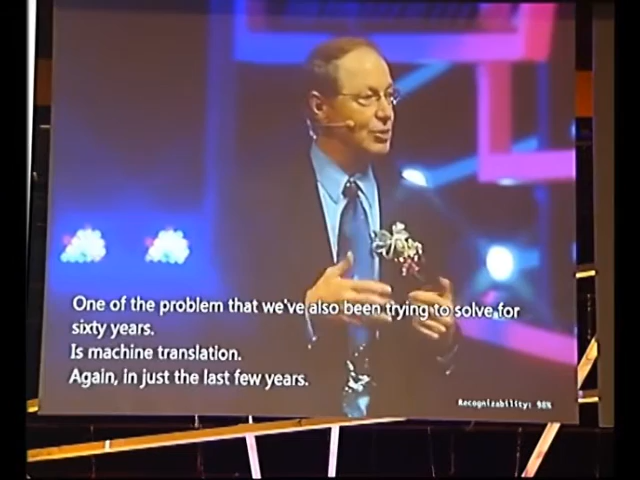 One of the problem that we've also been trying to solve for
sixty years.
Is machine translation.
Again, in just the last few years.
Recognizability: 98%